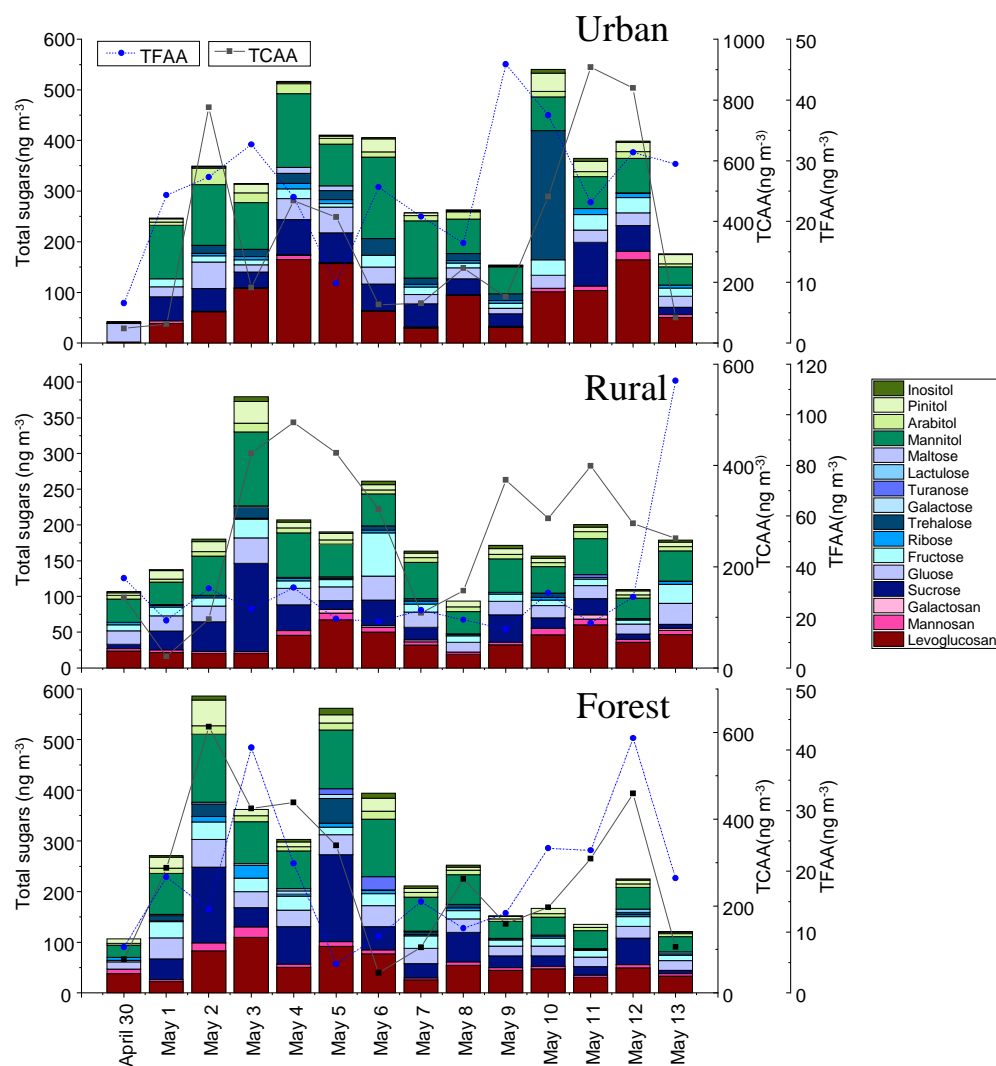 Urban
TFAA
TCAA
600
500
400
300
200
100
0
Total sugars(ng m-3)
1000
800
600
400
200
0
TCAA(ng m-3)
50
40
30
20
10
0
TFAA(ng m-3)
Rural
400
350
300
250
200
150
100
50
0
Total sugars (ng m-3)
600
400
200
0
TCAA(ng m-3)
120
100
80
60
40
20
0
TFAA(ng m-3)
Inositol
Pinitol
Arabitol
Mannitol
Maltose
Lactulose
Turanose
Galactose
Trehalose
Ribose
Fructose
Gluose
Sucrose
Galactosan
Mannosan
Levoglucosan
Forest
600
500
400
300
200
100
0
Total sugars (ng m-3)
600
400
200
0
TCAA(ng m-3)
50
40
30
20
10
0
TFAA(ng m-3)
April 30
May 1
May 2
May 3
May 4
May 5
May 6
May 7
May 8
May 9
May 10
May 11
May 12
May 13